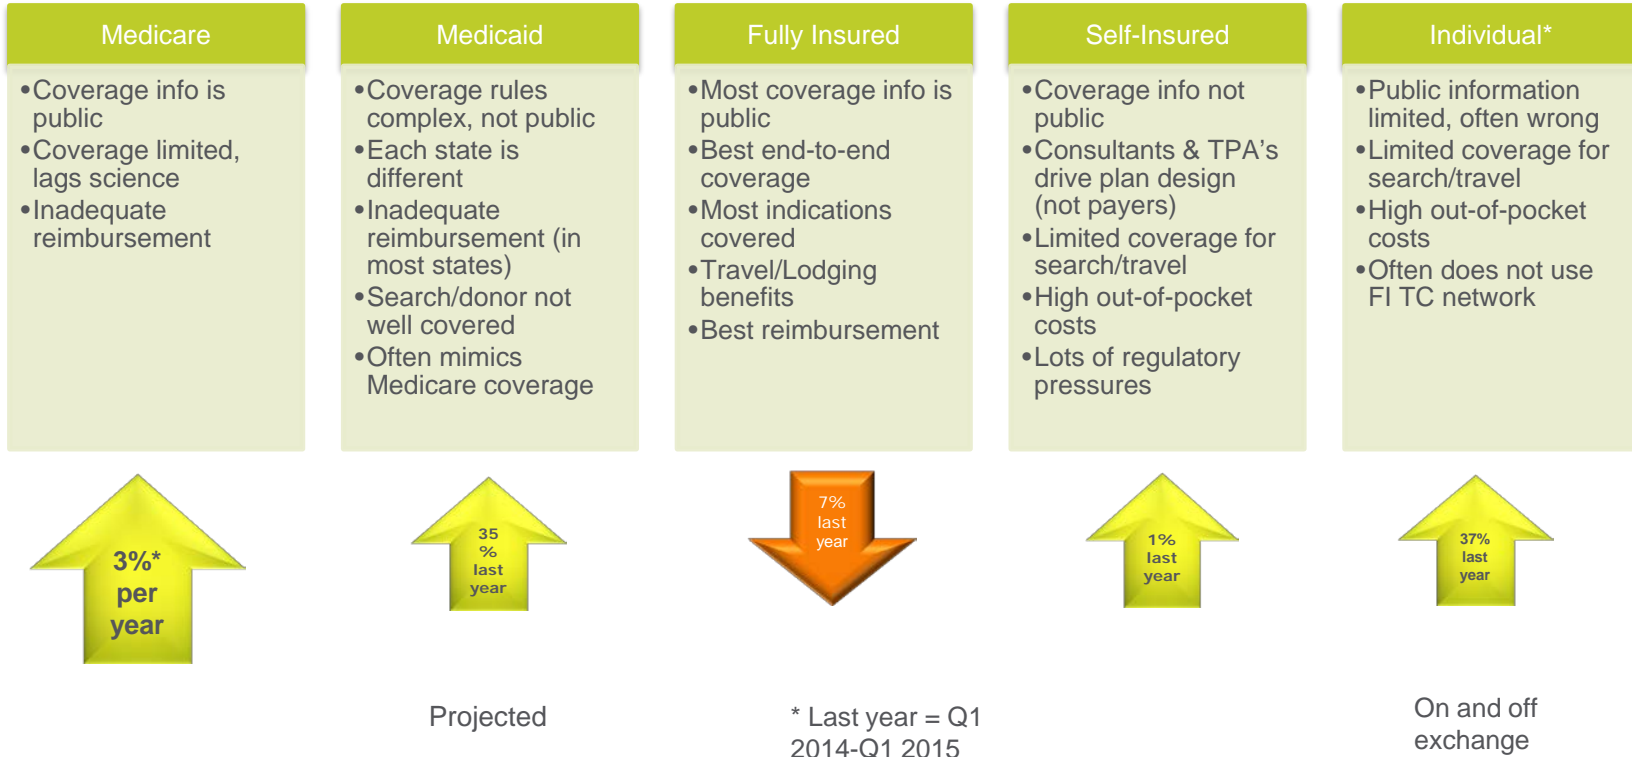 Medicare
•Coverage info is
public
•Coverage limited,
lags science
•Inadequate
reimbursement
3%*
per
year
Medicaid
•Coverage rules
complex, not public
•Each state is
different
•Inadequate
reimbursement (in
most states)
•Search/donor not
well covered
•Often mimics
Medicare coverage
35
%
last
year
Projected
Fully Insured
•Most coverage info is
public
•Best end-to-end
coverage
•Most indications
covered
•Travel/Lodging
benefits
•Best reimbursement
7%
last
year
* Last year = Q1
2014-Q1 2015
Self-Insured
•Coverage info not
public
•Consultants & TPA’s
drive plan design
(not payers)
•Limited coverage for
search/travel
•High out-of-pocket
costs
•Lots of regulatory
pressures
1%
last
year
Individual*
•Public information
limited, often wrong
•Limited coverage for
search/travel
•High out-of-pocket
costs
•Often does not use
FI TC network
37%
last
year
On and off
exchange